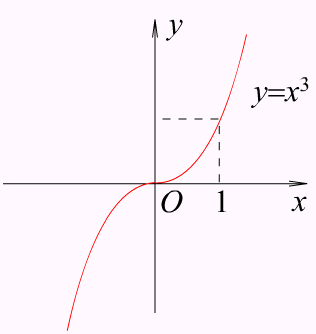 y
y=x³
O 1 x